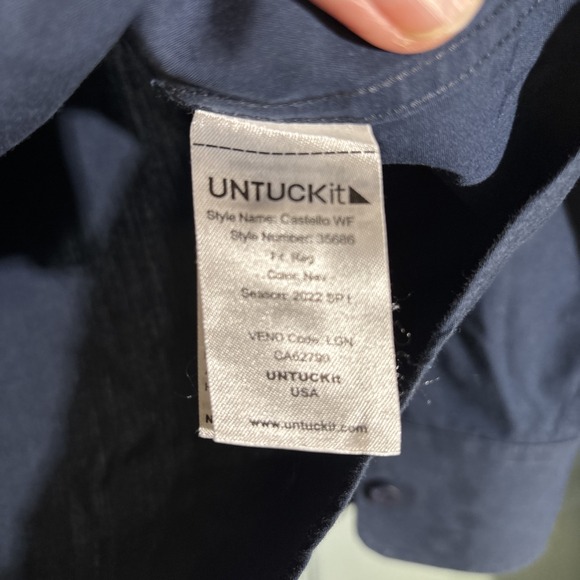 UNTUCKit
Style Name: Castello WF
Style Number: 35686
Fit: Reg
Color: Nav
Season: 2022 SP1
VEND Code: LGN
CA62799
UNTUCKit
USA
www.untuckit.com